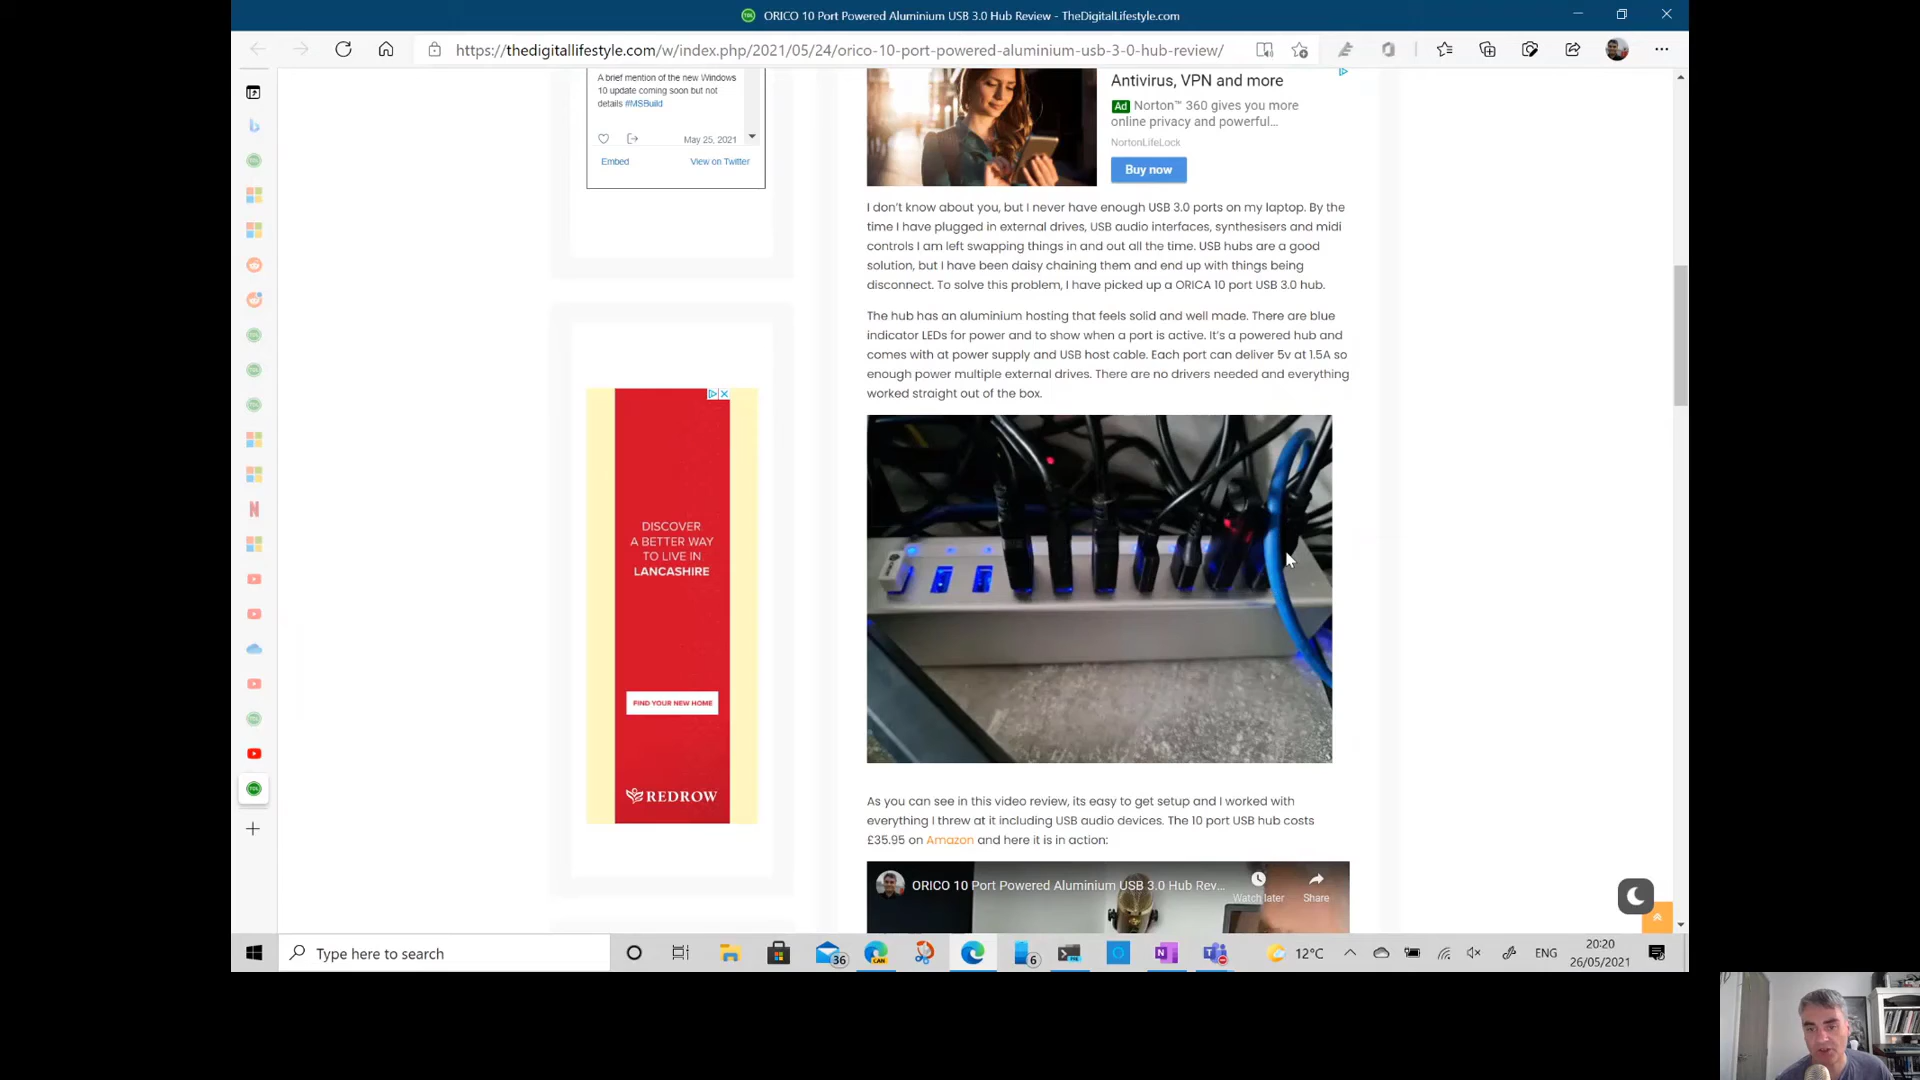 ORICO 10 Port Powered Aluminium USB 3.0 Hub Review - TheDigitalLifestyle.com
https://thedigitallifestyle.com/w/index.php/2021/05/24/orico-10-port-powered-aluminium-usb-3-0-hub-review/
A brief mention of the new Windows
10 update coming soon but not
details #MSBuild
May 25, 2021
Embed
View on Twitter
DISCOVER
A BETTER WAY
TO LIVE IN
LANCASHIRE
FIND YOUR NEW HOME
REDROW
Antivirus, VPN and more
Ad Norton™ 360 gives you more
online privacy and powerful...
NortonLifeLock
Buy now
I don't know about you, but I never have enough USB 3.0 ports on my laptop. By the
time I have plugged in external drives, USB audio interfaces, synthesisers and midi
controls I am left swapping things in and out all the time. USB hubs are a good
solution, but I have been daisy chaining them and end up with things being
disconnect. To solve this problem, I have picked up a ORICA 10 port USB 3.0 hub.
The hub has an aluminium hosting that feels solid and well made. There are blue
indicator LEDs for power and to show when a port is active. It's a powered hub and
comes with at power supply and USB host cable. Each port can deliver 5v at 1.5A so
enough power multiple external drives. There are no drivers needed and everything
worked straight out of the box.
As you can see in this video review, its easy to get setup and I worked with
everything I threw at it including USB audio devices. The 10 port USB hub costs
£35.95 on Amazon and here it is in action:
ORICO 10 Port Powered Aluminium USB 3.0 Hub Rev...
Watch later
Share
Type here to search
36
CAN
6
12°C
ENG
20:20
26/05/2021